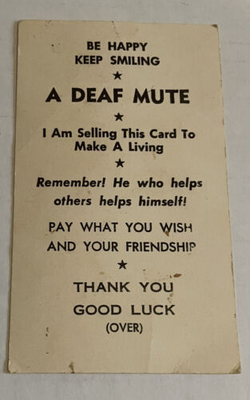 BE HAPPY
KEEP SMILING
★
A DEAF MUTE
★
I Am Selling This Card To
Make A Living
★
Remember! He who helps
others helps himself!
PAY WHAT YOU WISH
AND YOUR FRIENDSHIP
★
THANK YOU
GOOD LUCK
(OVER)